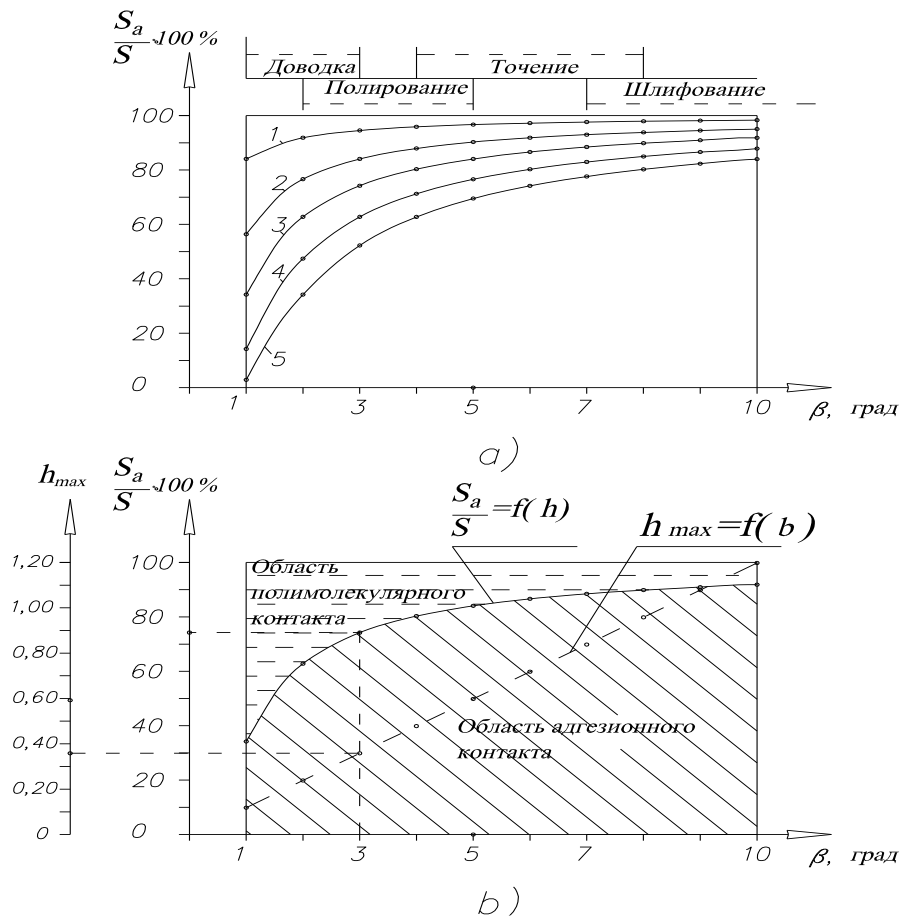 Sa/S ·100 %
Доводка
Точение
Полирование
Шлифование
100
80
60
40
20
0
1
2
3
4
5
1 3 5 7 10 β, град
a)
hmax
Sa/S ·100 %
Sa/S =f( h)
h max=f( b )
1,20
1,00
0,80
0,60
0,40
0,20
0
100
80
60
40
20
0
Область
полимолекулярного
контакта
Область адгезионного
контакта
1 3 5 7 10 β, град
b)